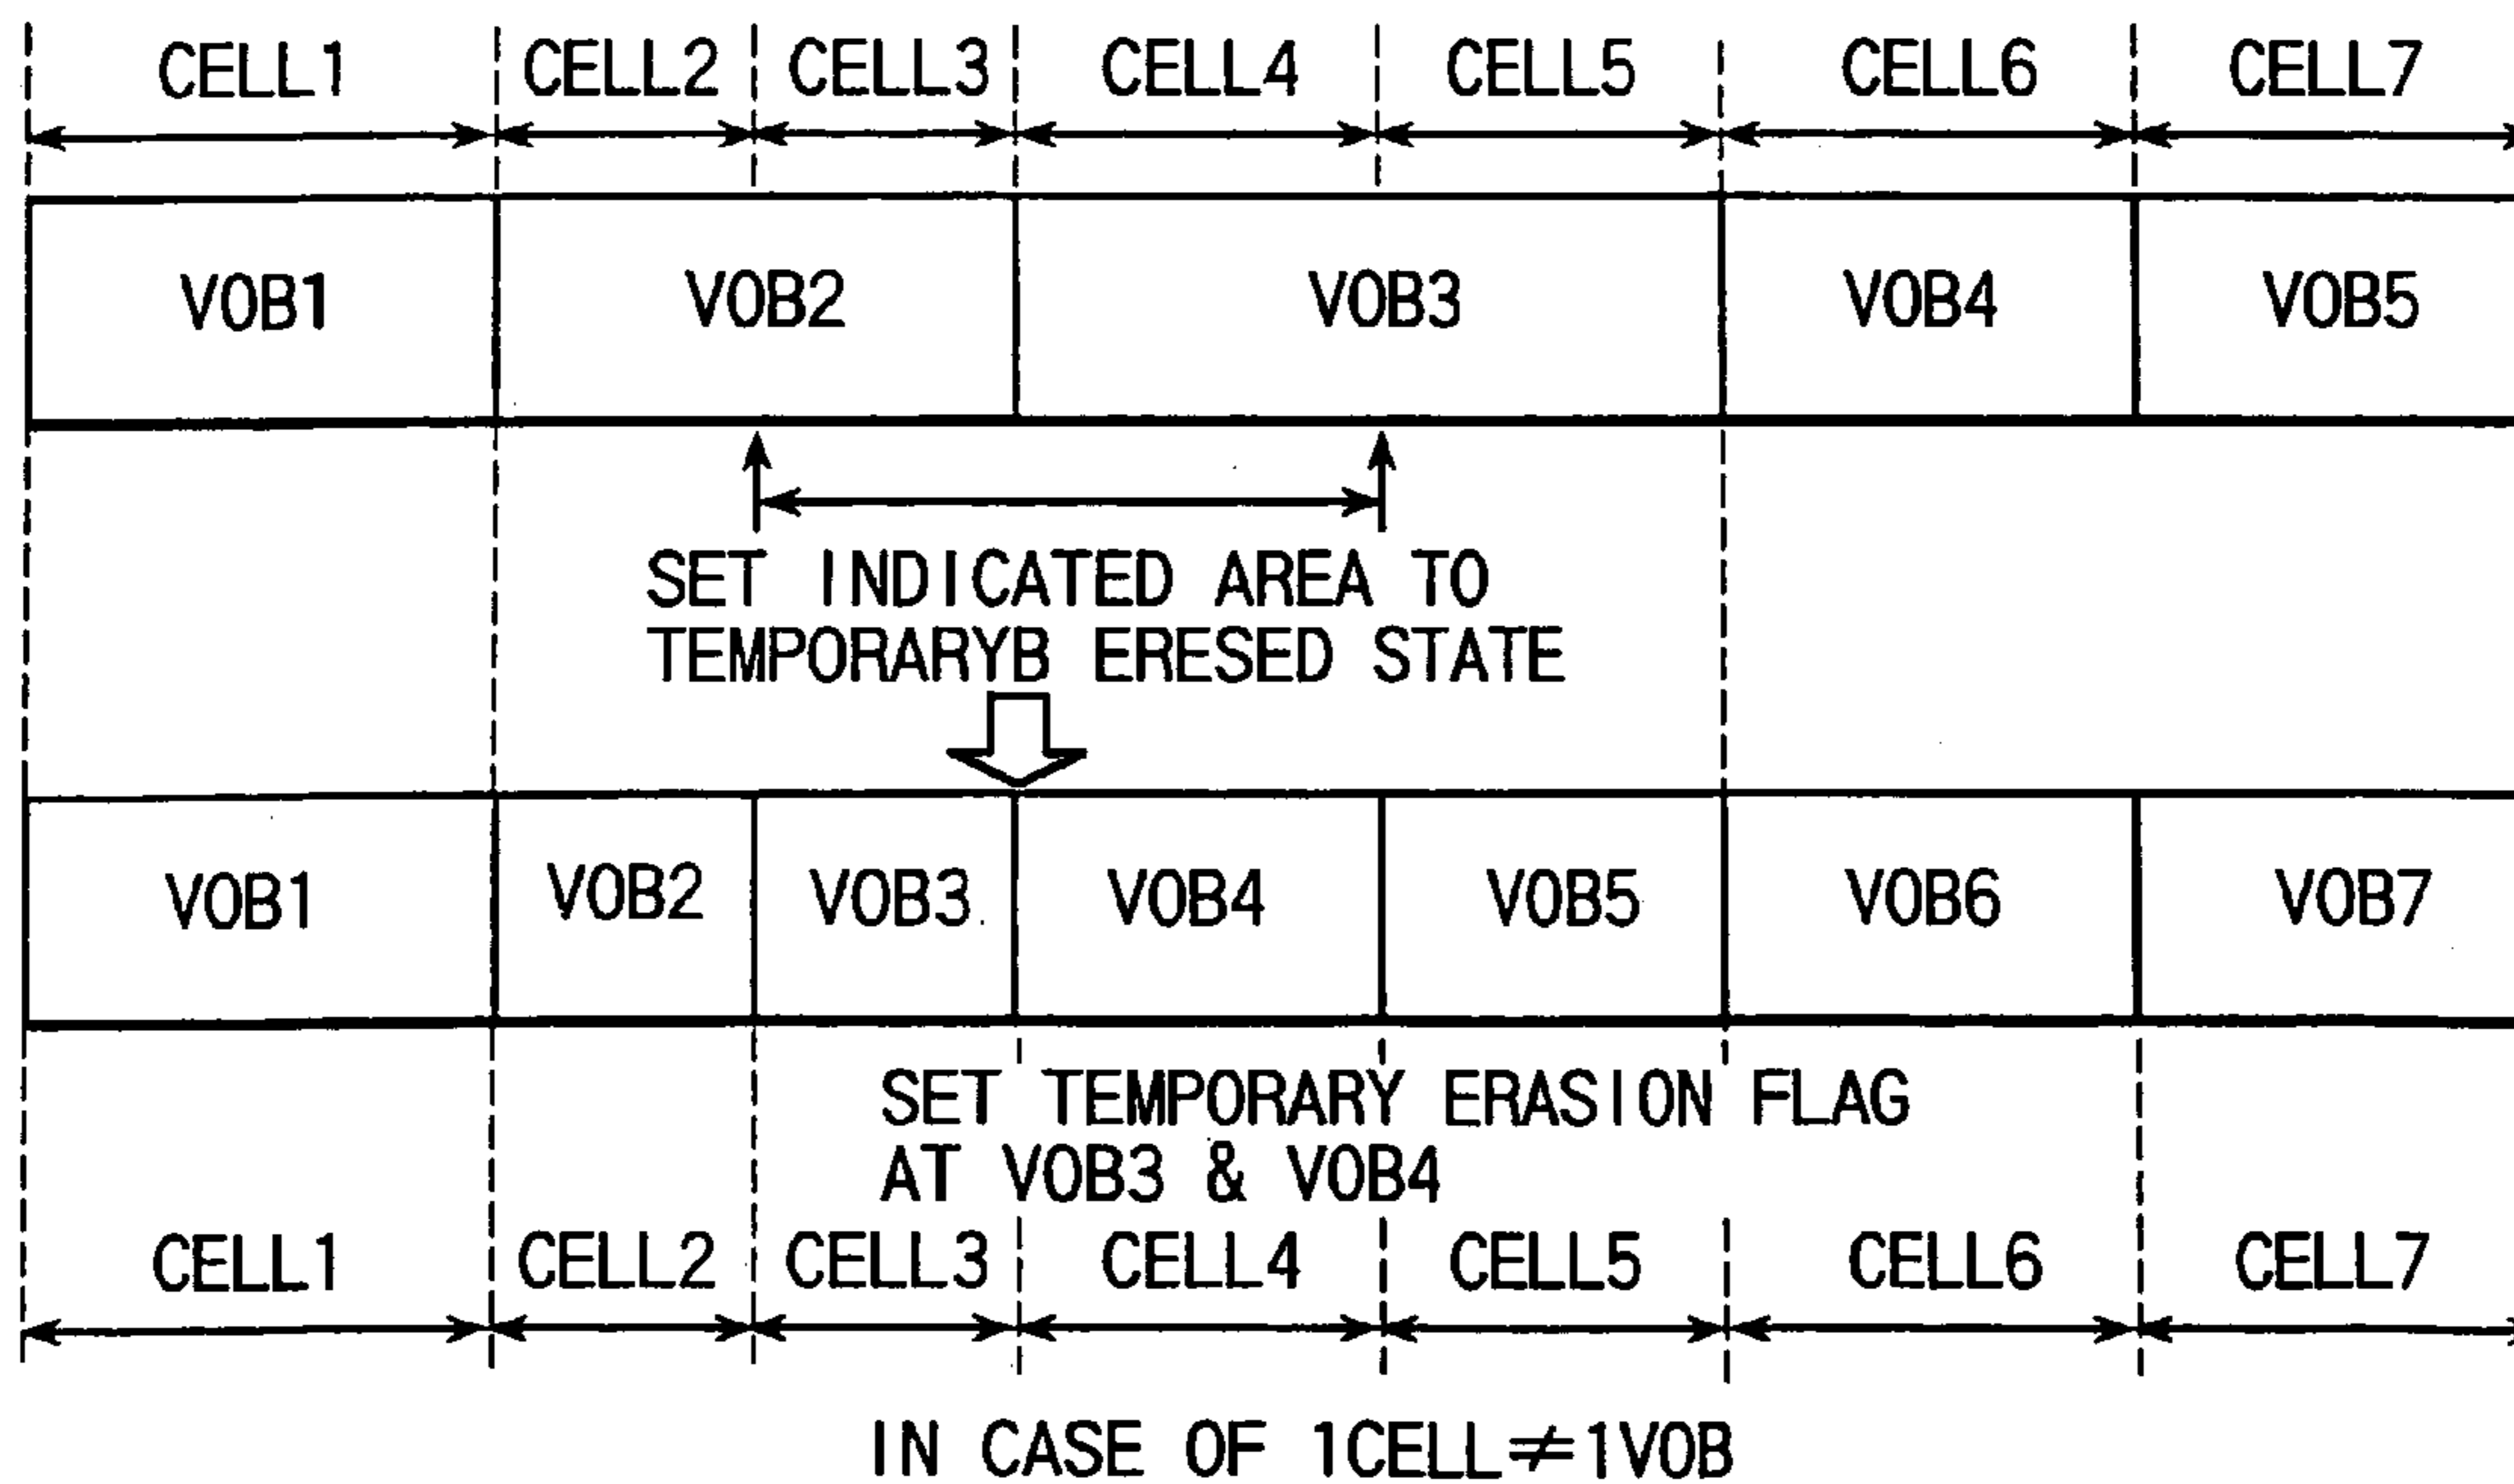 CELL1 CELL2 CELL3 CELL4 CELL5 CELL6 CELL7
VOB1 VOB2 VOB3 VOB4 VOB5
SET INDICATED AREA TO
TEMPORARYB ERESED STATE
VOB1 VOB2 VOB3 VOB4 VOB5 VOB6 VOB7
SET TEMPORARY ERASION FLAG
AT VOB3 & VOB4
CELL1 CELL2 CELL3 CELL4 CELL5 CELL6 CELL7
IN CASE OF 1CELL≠1VOB